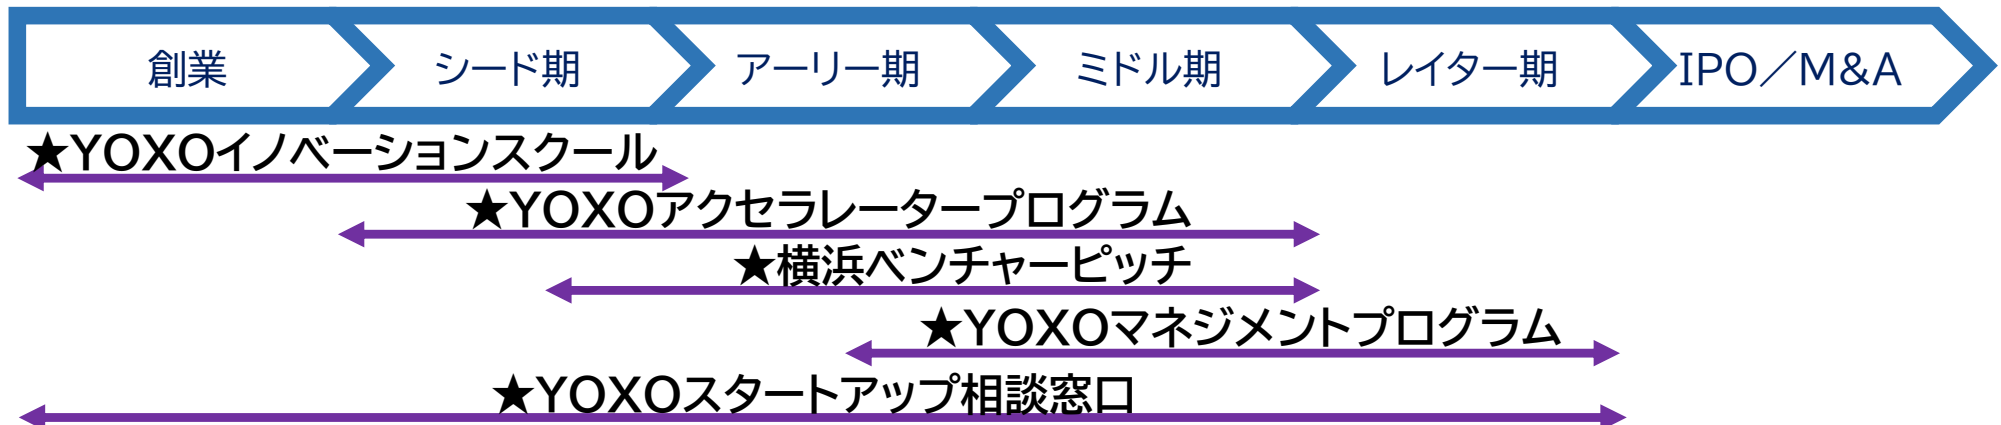 創業 シード期 アーリー期 ミドル期 レイター期 IPO／M&A
★YOXOイノベーションスクール
★YOXOアクセラレータープログラム
★横浜ベンチャーピッチ
★YOXOマネジメントプログラム
★YOXOスタートアップ相談窓口